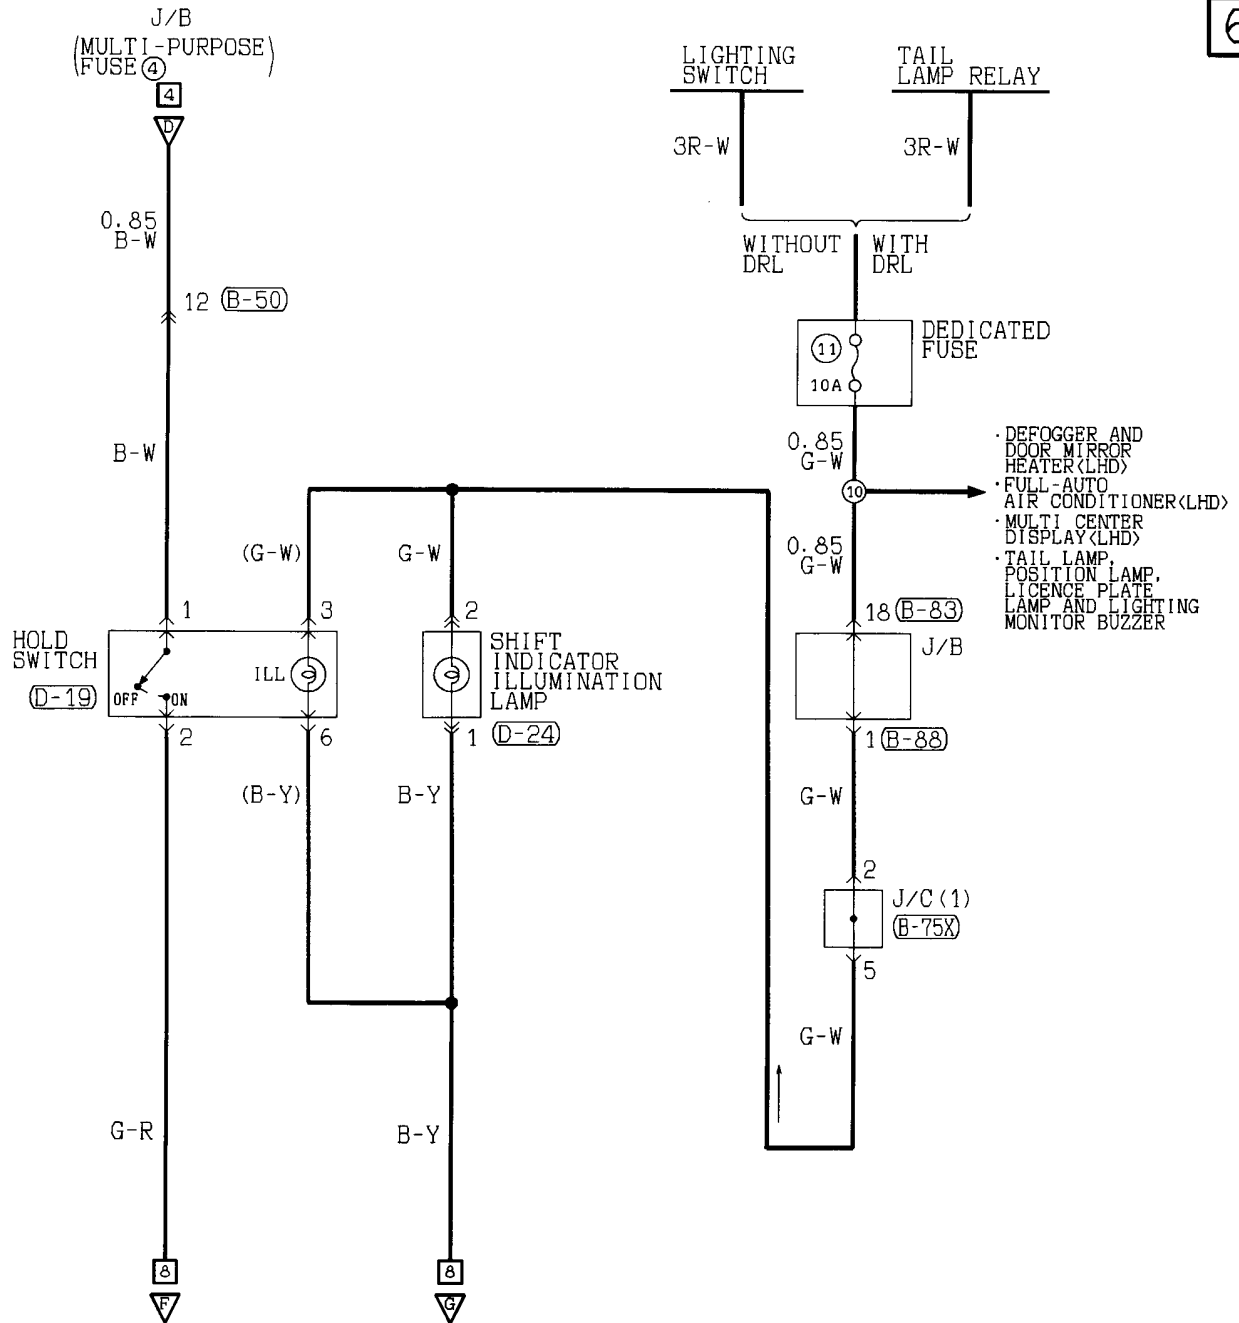 6
J/B
(MULTI-PURPOSE
FUSE ④)
4
D
LIGHTING
SWITCH
TAIL
LAMP RELAY
3R-W
3R-W
0.85
B-W
WITHOUT
DRL
WITH
DRL
12 (B-50)
DEDICATED
FUSE
⑪
10A
B-W
0.85
G-W
⑩
· DEFOGGER AND
DOOR MIRROR
HEATER<LHD>
· FULL-AUTO
AIR CONDITIONER<LHD>
· MULTI CENTER
DISPLAY<LHD>
· TAIL LAMP,
POSITION LAMP,
LICENCE PLATE
LAMP AND LIGHTING
MONITOR BUZZER
(G-W)
G-W
0.85
G-W
1
3
2
18 (B-83)
HOLD
SWITCH
(D-19)
OFF
ON
ILL
SHIFT
INDICATOR
ILLUMINATION
LAMP
(D-24)
J/B
2
6
1
1 (B-88)
(B-Y)
B-Y
G-W
2
J/C(1)
(B-75X)
5
G-W
G-R
B-Y
8
F
8
G